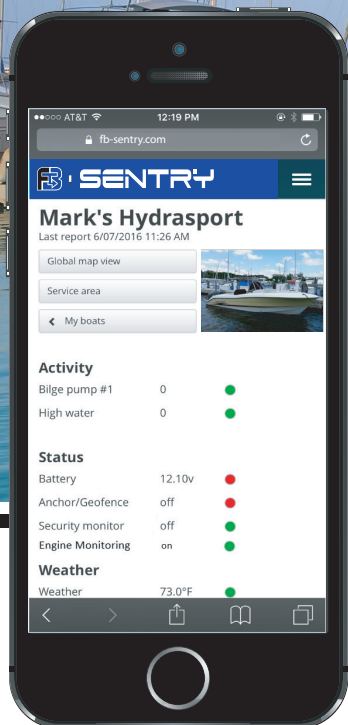 ●●○○○ AT&T 12:19 PM
fb-sentry.com
FB SENTRY
Mark's Hydrasport
Last report 6/07/2016 11:26 AM
Global map view
Service area
My boats
Activity
Bilge pump #1 0
High water 0
Status
Battery 12.10v
Anchor/Geofence off
Security monitor off
Engine Monitoring on
Weather
Weather 73.0°F